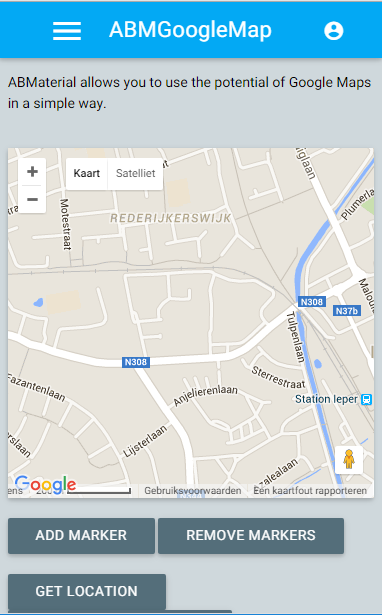 ABMGoogleMap
ABMaterial allows you to use the potential of Google Maps
in a simple way.
+
Kaart Satelliet
−
Motestraat
REDERIJKERSWIJK
Plumerla
N308
N37b
Malou
Tulpenlaan
N308
Sterrestraat
Fazantenlaan
Anjelierenlaan
Station Ieper
Lijsterlaan
Google
Gebruiksvoorwaarden Een kaartfout rapporteren
ADD MARKER REMOVE MARKERS
GET LOCATION